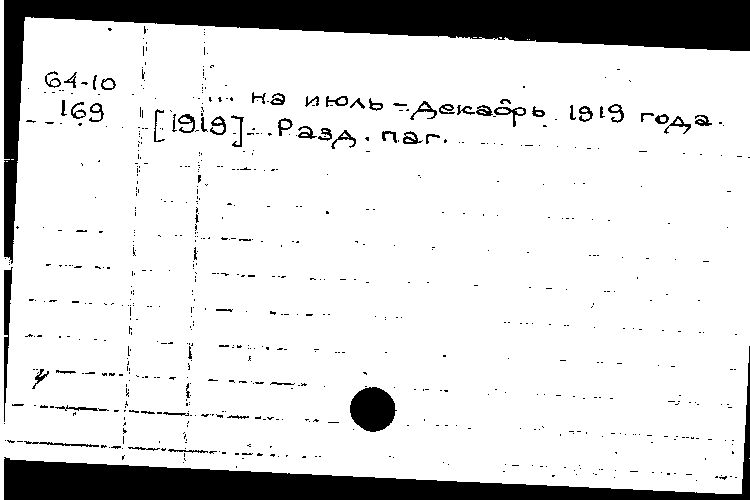 64-10
169
... на июль - декабрь 1919 года.
[1919]. Разд. паг.
у